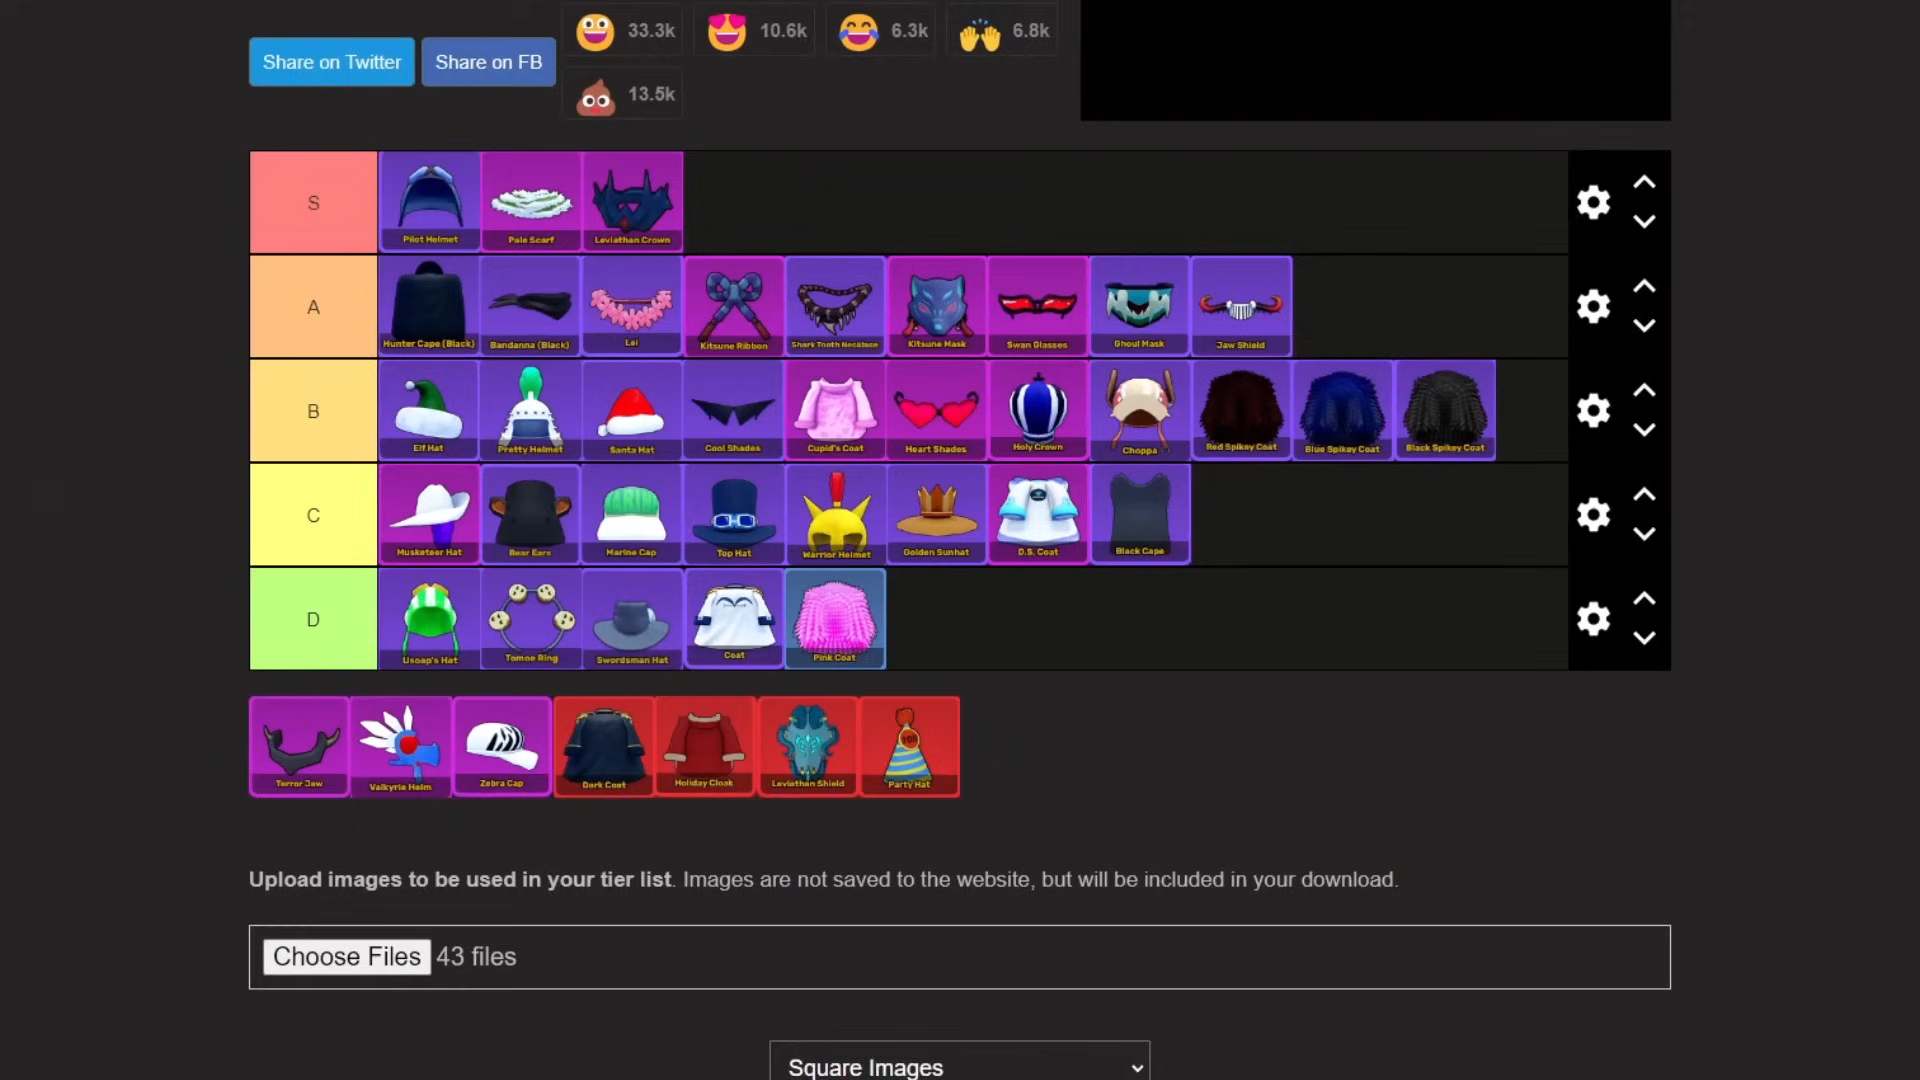 33.3k 10.6k 6.3k 6.8k
Share on Twitter Share on FB
13.5k
S
Pilot Helmet Pale Scarf Leviathan Crown
A
Hunter Cape (Black) Bandanna (Black) Lei Kitsune Ribbon Shark Tooth Necklace Kitsune Mask Swan Glasses Ghoul Mask Jaw Shield
B
Elf Hat Pretty Helmet Santa Hat Cool Shades Cupid's Coat Heart Shades Holy Crown Choppa Red Spikey Coat Blue Spikey Coat Black Spikey Coat
C
Musketeer Hat Bear Ears Marine Cap Top Hat Warrior Helmet Golden Sunhat D.S. Coat Black Cape
D
Usoap's Hat Tomoe Ring Swordsman Hat Coat Pink Coat
Terror Jaw Valkyrie Helm Zebra Cap Dark Coat Holiday Cloak Leviathan Shield Party Hat
Upload images to be used in your tier list. Images are not saved to the website, but will be included in your download.
Choose Files 43 files
Square Images